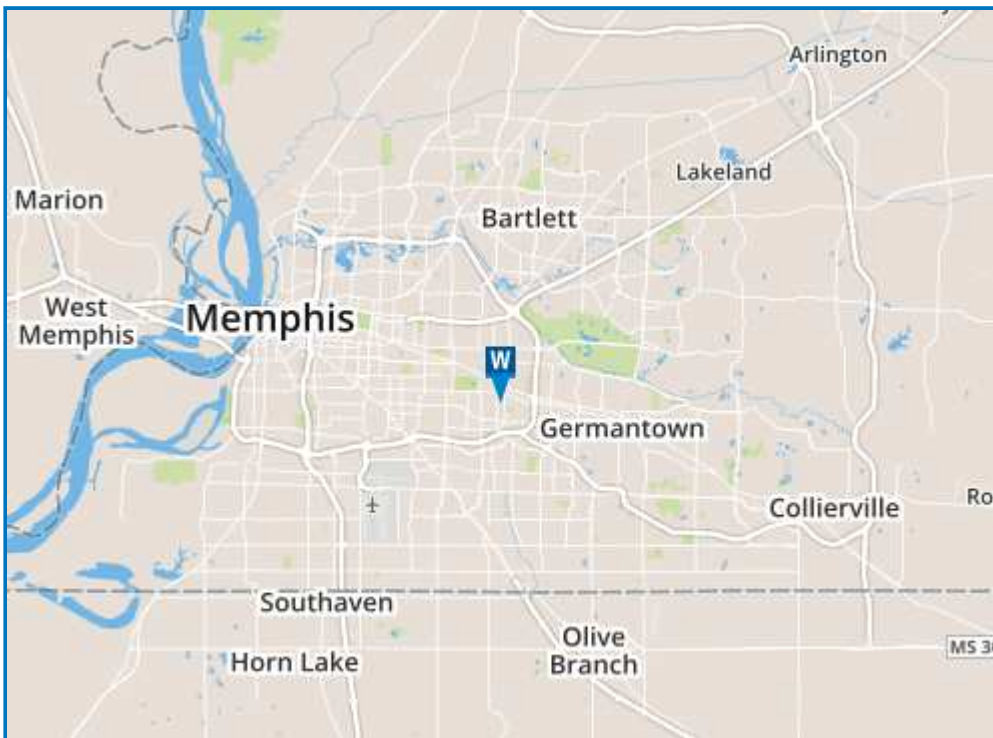 Arlington
Lakeland
Marion
Bartlett
West
Memphis
Memphis
W
Germantown
Collierville
Southaven
Olive
Branch
Horn Lake